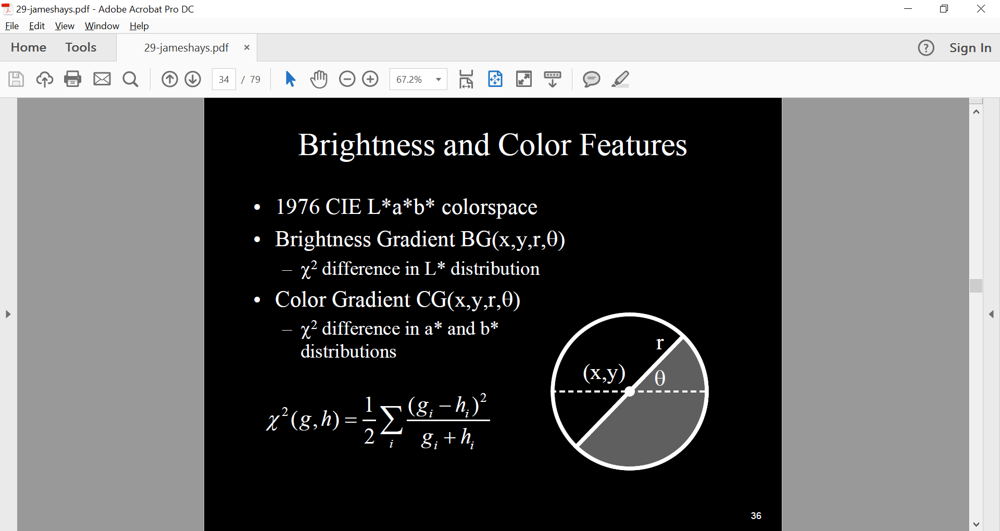 29-jameshays.pdf - Adobe Acrobat Pro DC
File Edit View Window Help
Home Tools 29-jameshays.pdf × ? Sign In
34 / 79 67.2%
Brightness and Color Features
• 1976 CIE L*a*b* colorspace
• Brightness Gradient BG(x,y,r,θ)
– χ² difference in L* distribution
• Color Gradient CG(x,y,r,θ)
– χ² difference in a* and b*
distributions
r
(x,y) θ
χ²(g,h) = 1/2 ∑i (gi − hi)² / gi + hi
36